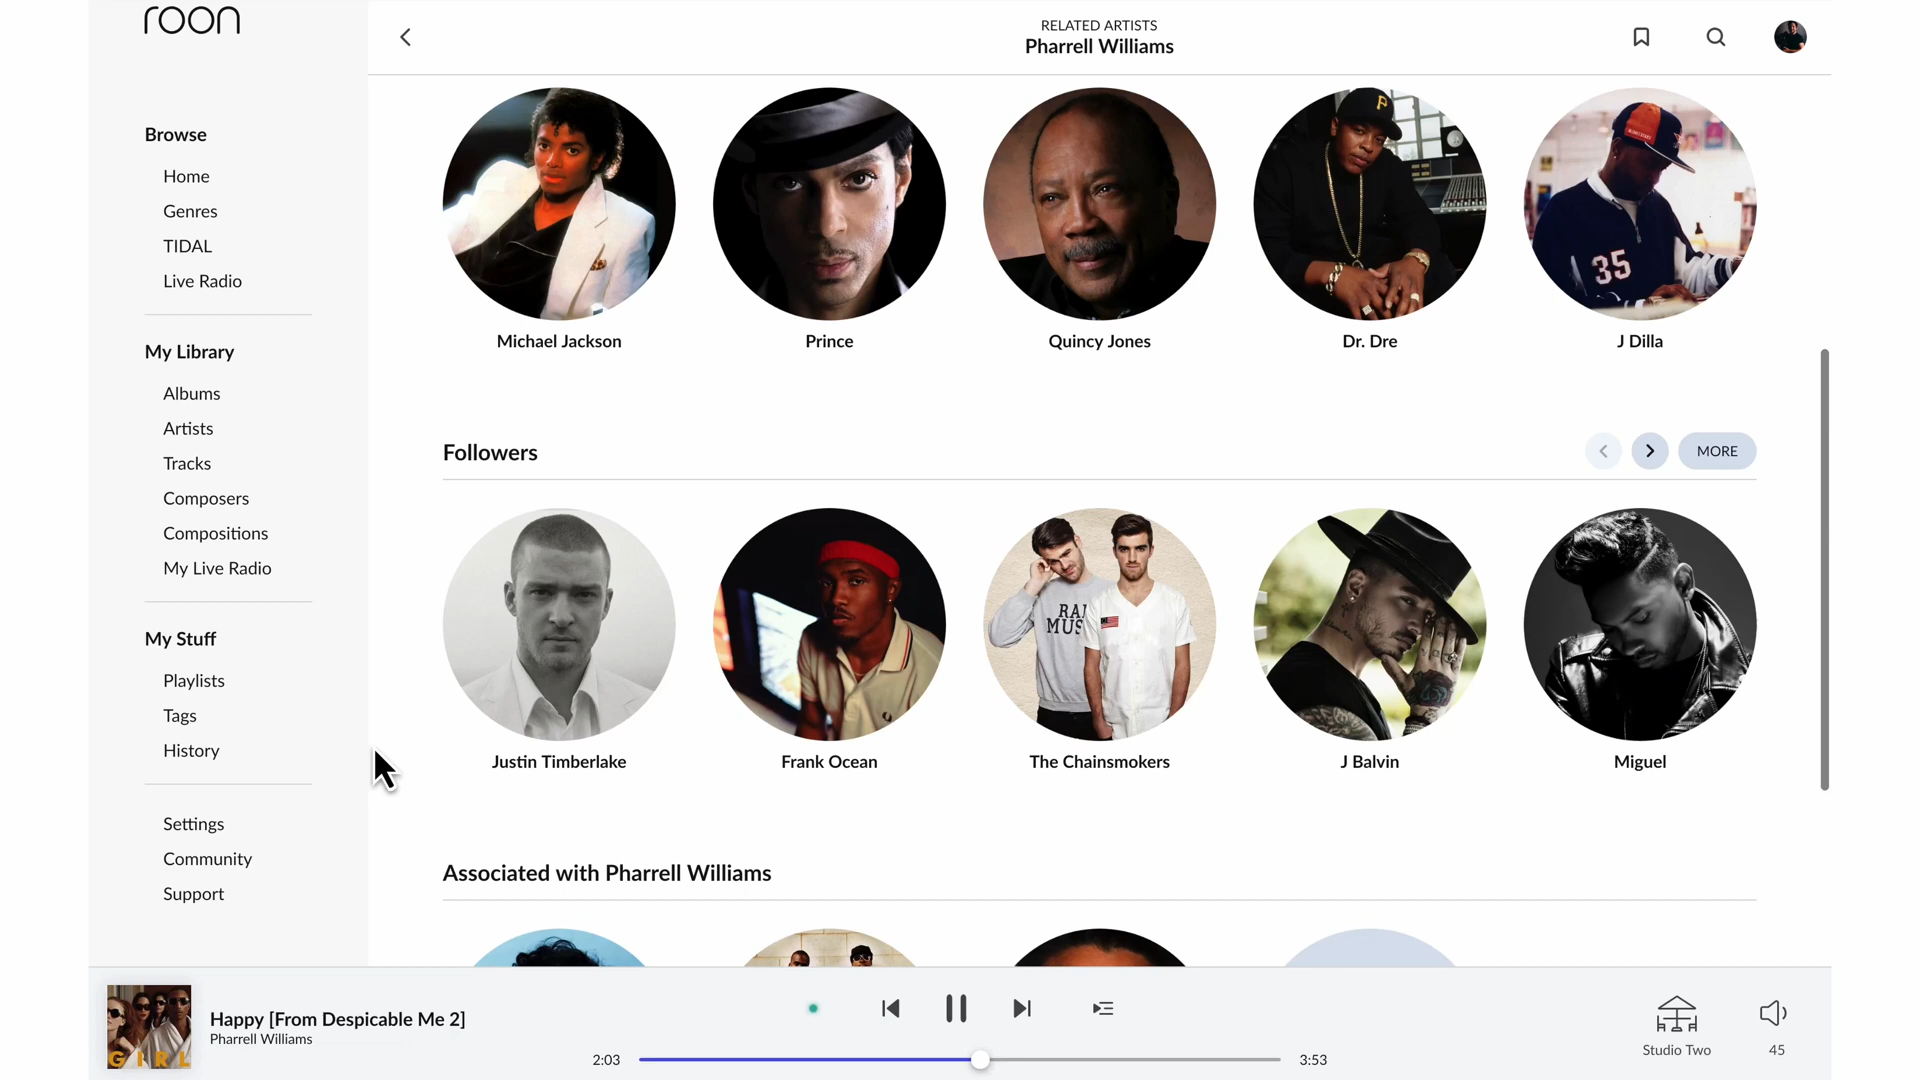 roon
RELATED ARTISTS
Pharrell Williams
Browse
Home
Genres
TIDAL
Live Radio
My Library
Albums
Artists
Tracks
Composers
Compositions
My Live Radio
My Stuff
Playlists
Tags
History
Settings
Community
Support
P
35
Michael Jackson
Prince
Quincy Jones
Dr. Dre
J Dilla
Followers
MORE
Justin Timberlake
Frank Ocean
The Chainsmokers
J Balvin
Miguel
Associated with Pharrell Williams
GIRL
Happy [From Despicable Me 2]
Pharrell Williams
2:03
3:53
Studio Two
45